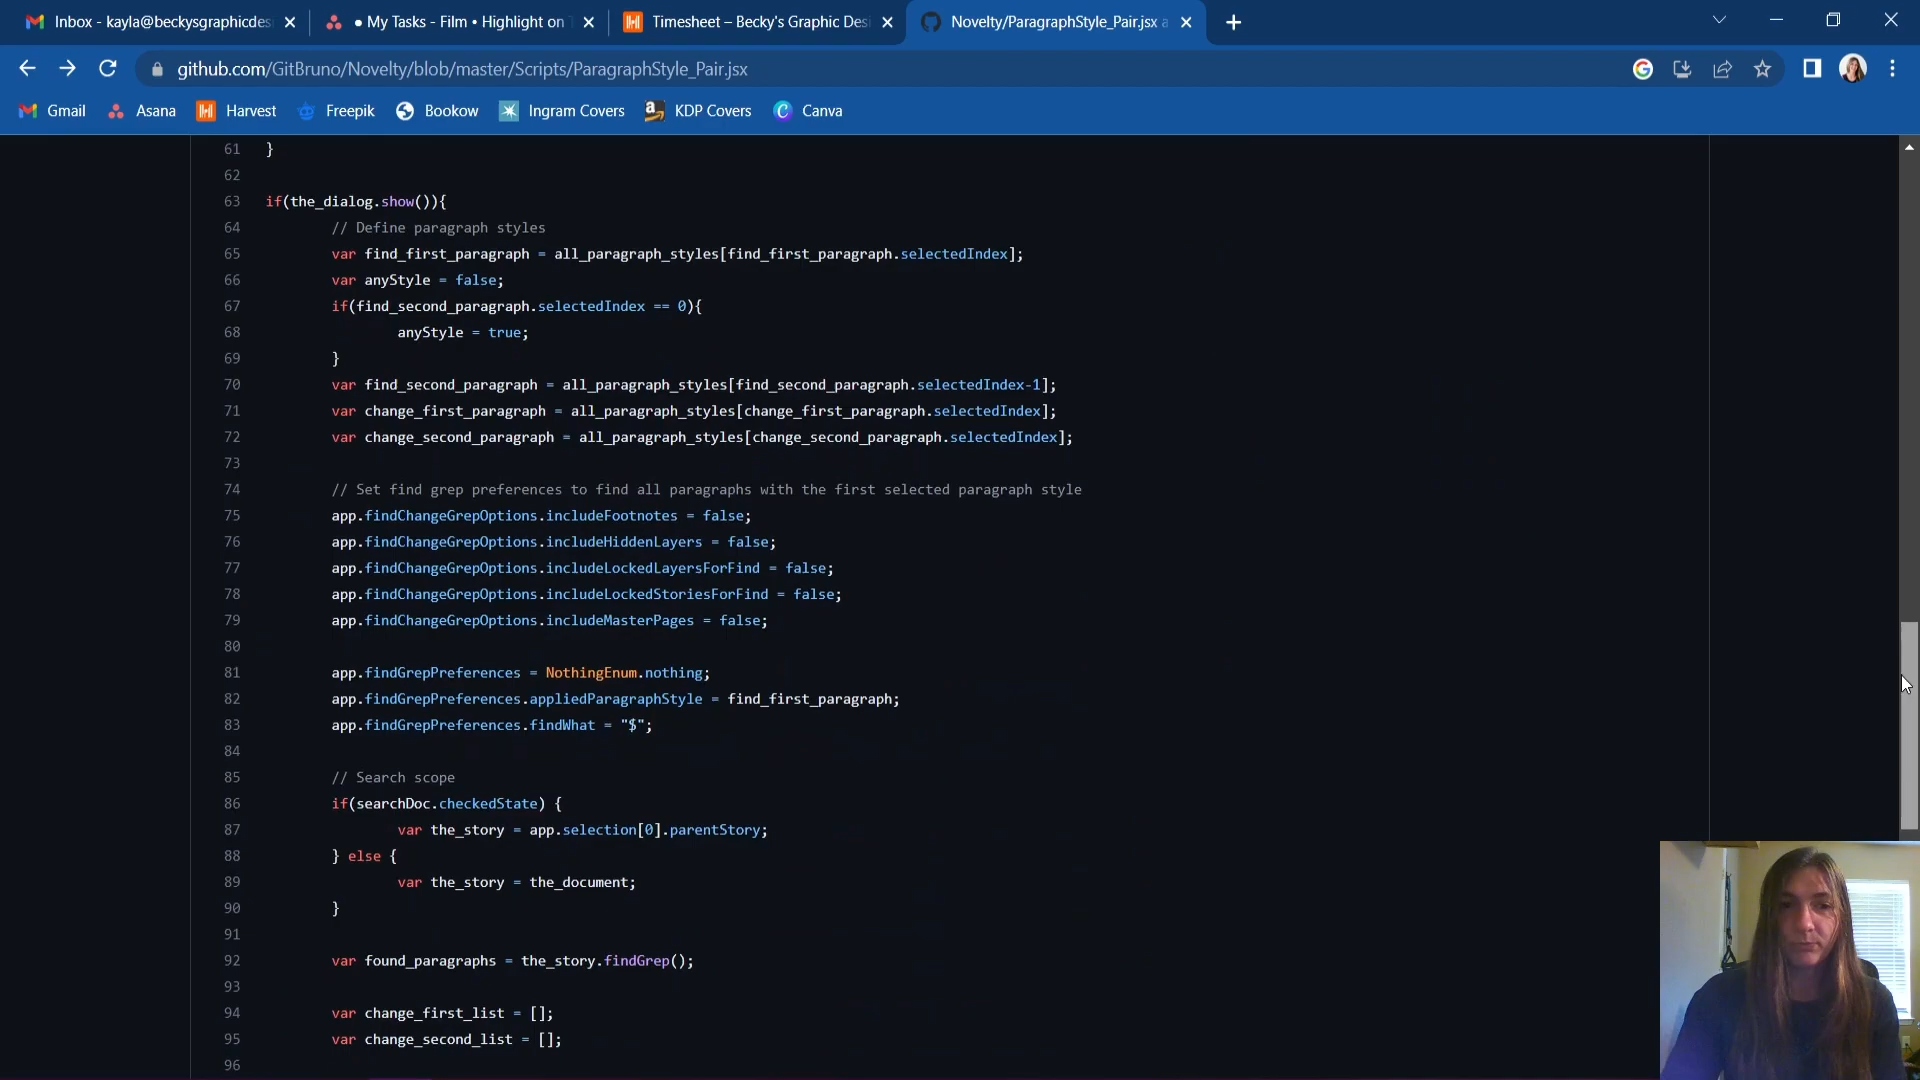 Inbox - kayla@beckysgraphicdes
● My Tasks - Film • Highlight on T
Timesheet – Becky's Graphic Desi
Novelty/ParagraphStyle_Pair.jsx a
github.com/GitBruno/Novelty/blob/master/Scripts/ParagraphStyle_Pair.jsx
Gmail Asana Harvest Freepik Bookow Ingram Covers KDP Covers Canva
61 }
62
63 if(the_dialog.show()){
64 // Define paragraph styles
65 var find_first_paragraph = all_paragraph_styles[find_first_paragraph.selectedIndex];
66 var anyStyle = false;
67 if(find_second_paragraph.selectedIndex == 0){
68 anyStyle = true;
69 }
70 var find_second_paragraph = all_paragraph_styles[find_second_paragraph.selectedIndex-1];
71 var change_first_paragraph = all_paragraph_styles[change_first_paragraph.selectedIndex];
72 var change_second_paragraph = all_paragraph_styles[change_second_paragraph.selectedIndex];
73
74 // Set find grep preferences to find all paragraphs with the first selected paragraph style
75 app.findChangeGrepOptions.includeFootnotes = false;
76 app.findChangeGrepOptions.includeHiddenLayers = false;
77 app.findChangeGrepOptions.includeLockedLayersForFind = false;
78 app.findChangeGrepOptions.includeLockedStoriesForFind = false;
79 app.findChangeGrepOptions.includeMasterPages = false;
80
81 app.findGrepPreferences = NothingEnum.nothing;
82 app.findGrepPreferences.appliedParagraphStyle = find_first_paragraph;
83 app.findGrepPreferences.findWhat = "$";
84
85 // Search scope
86 if(searchDoc.checkedState) {
87 var the_story = app.selection[0].parentStory;
88 } else {
89 var the_story = the_document;
90 }
91
92 var found_paragraphs = the_story.findGrep();
93
94 var change_first_list = [];
95 var change_second_list = [];
96